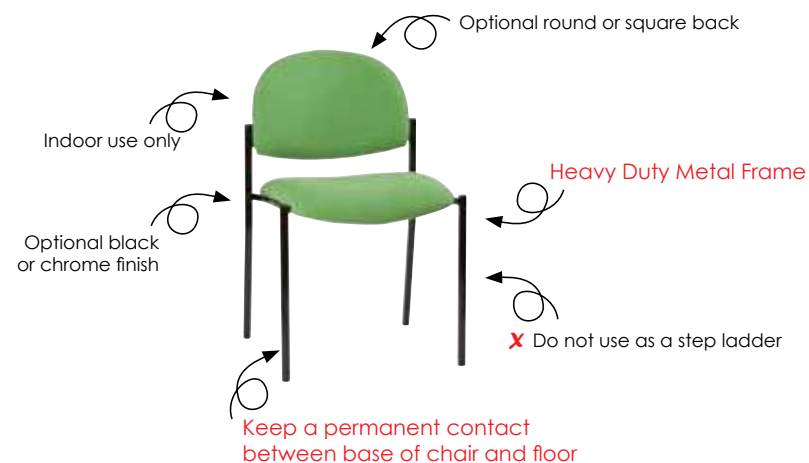 Optional round or square back
Indoor use only
Heavy Duty Metal Frame
Optional black
or chrome finish
✗ Do not use as a step ladder
Keep a permanent contact
between base of chair and floor